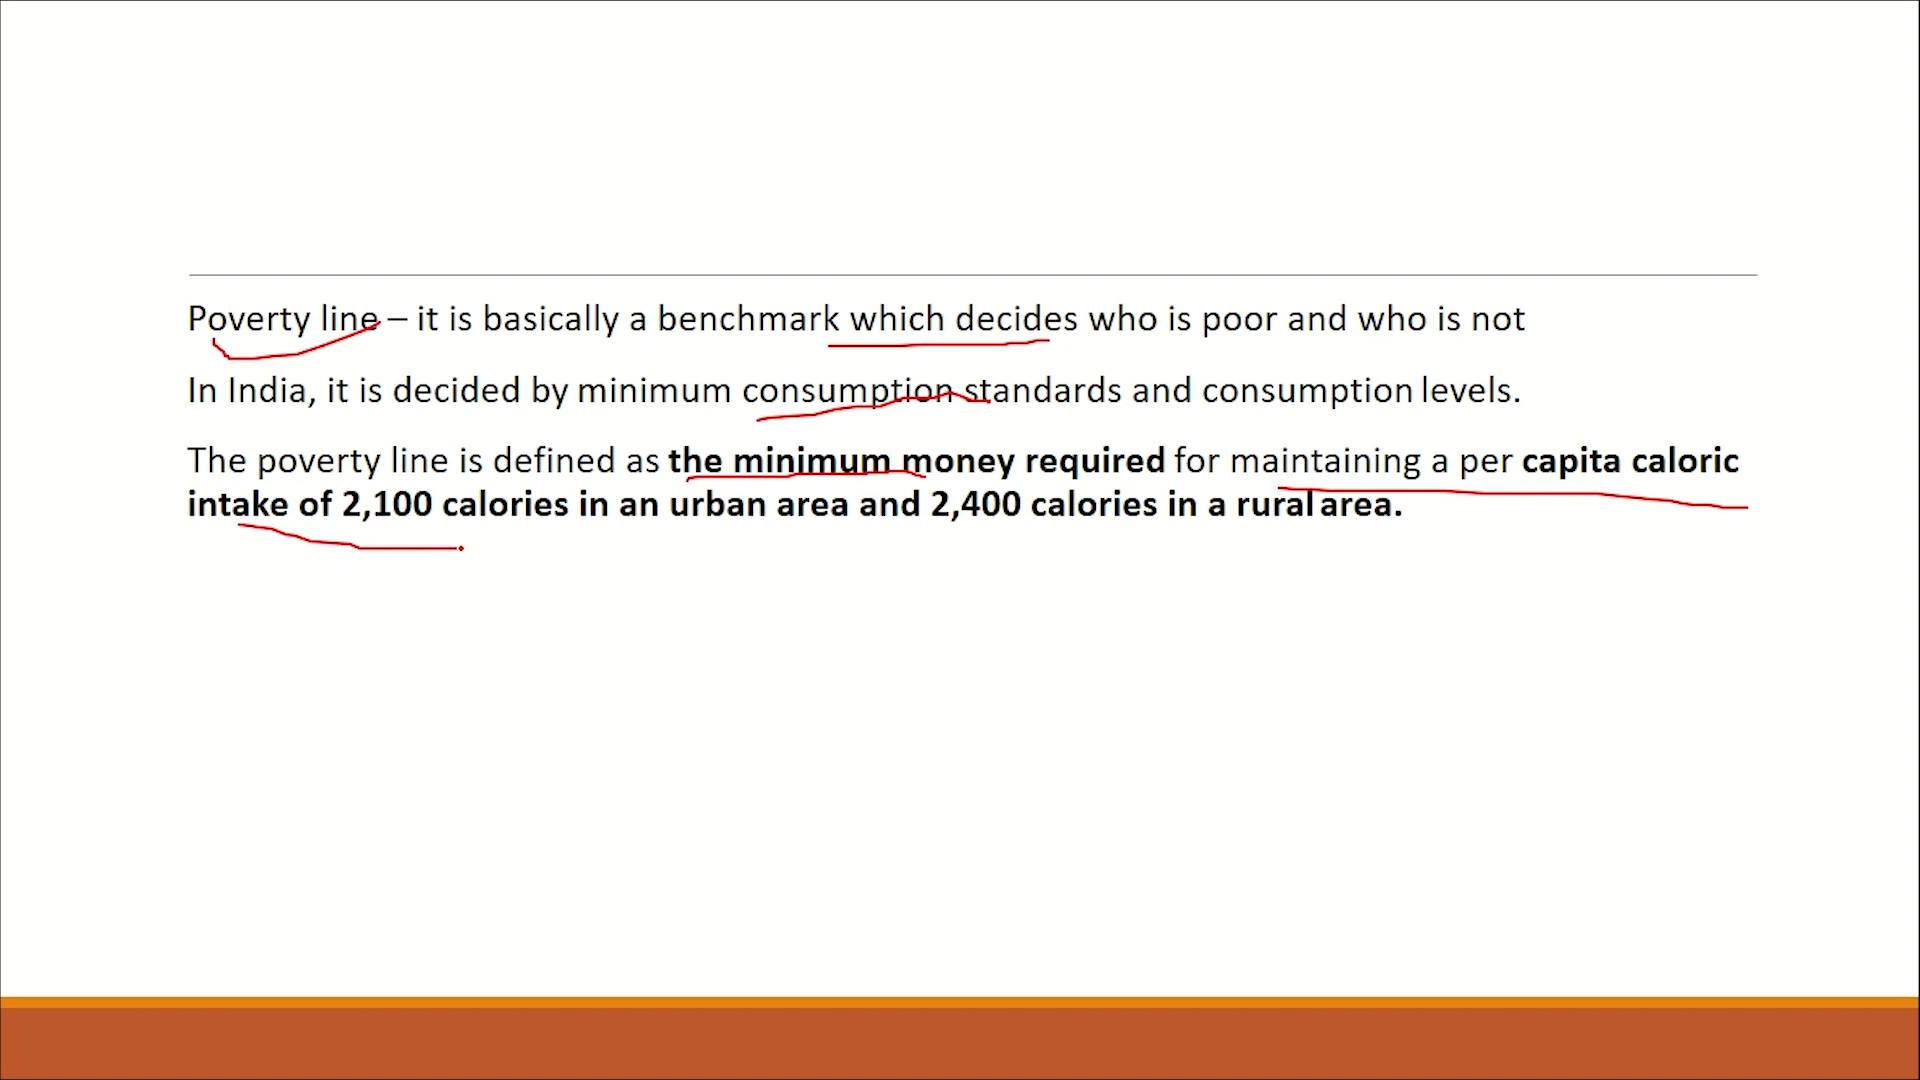 Poverty line – it is basically a benchmark which decides who is poor and who is not
In India, it is decided by minimum consumption standards and consumption levels.
The poverty line is defined as the minimum money required for maintaining a per capita caloric
intake of 2,100 calories in an urban area and 2,400 calories in a rural area.